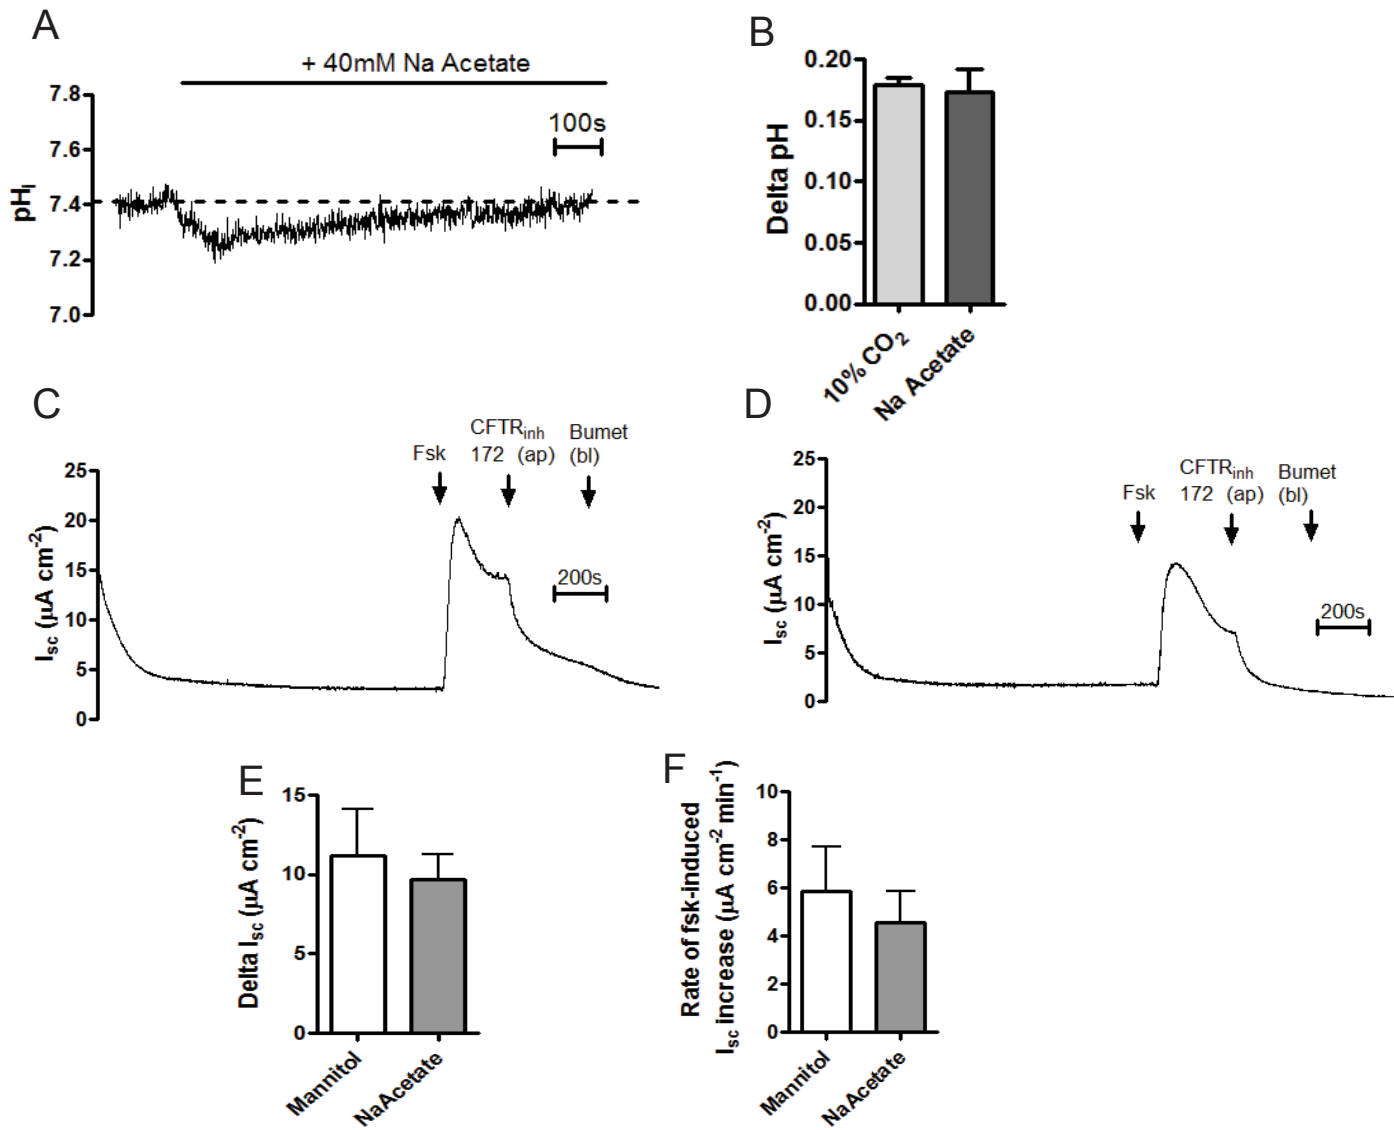 A
+ 40mM Na Acetate
7.8
7.6
7.4
7.2
7.0
pHi
100s
B
0.20
0.15
0.10
0.05
0.00
Delta pH
10% CO2
Na Acetate
C
Fsk
CFTRinh
172 (ap)
Bumet
(bl)
25
20
15
10
5
0
Isc (µA cm-2)
200s
D
Fsk
CFTRinh
172 (ap)
Bumet
(bl)
25
20
15
10
5
0
Isc (µA cm-2)
200s
E
15
10
5
0
Delta Isc (µA cm-2)
Mannitol
NaAcetate
F
10
8
6
4
2
0
Rate of fsk-induced
Isc increase (µA cm-2 min-1)
Mannitol
NaAcetate